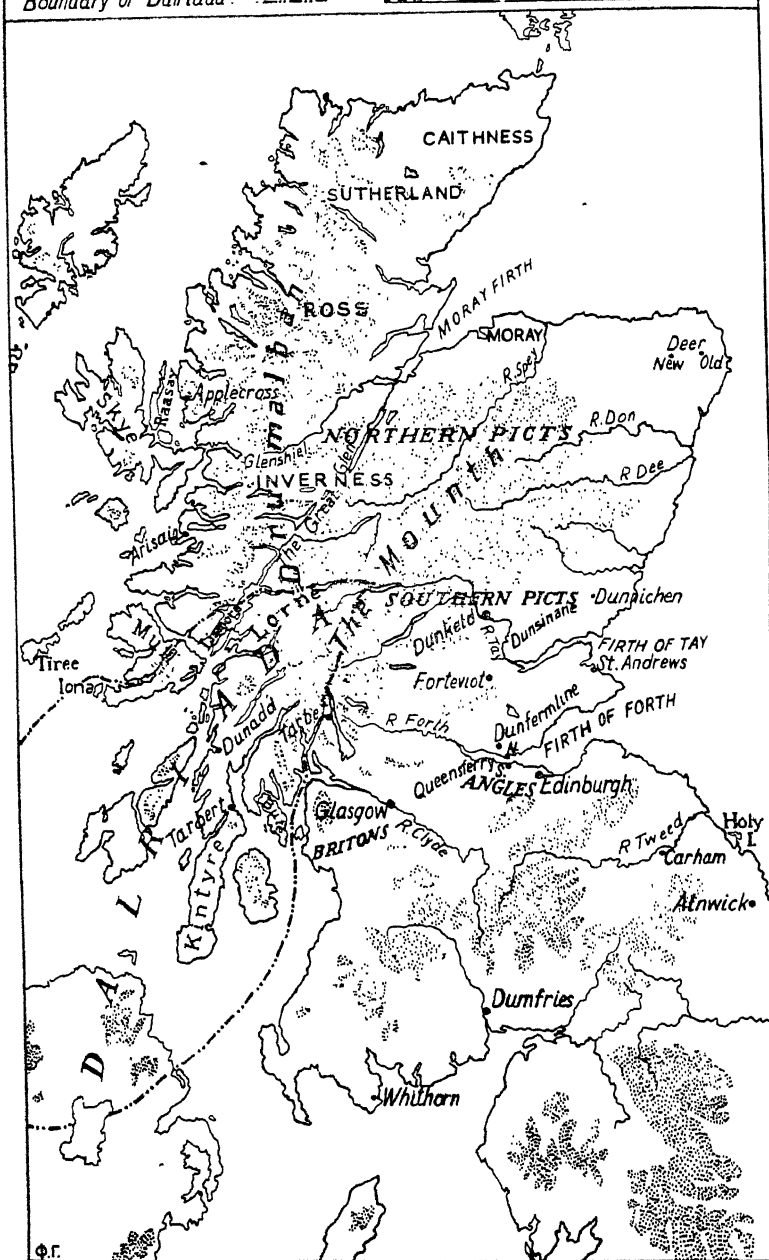 Boundary of Dalriada:
CAITHNESS
SUTHERLAND
ROSS
MORAY FIRTH
MORAY
Deer
New Old
R. Spey
Skye
Raasay
Applecross
Drumalban
NORTHERN PICTS
R. Don
Glenshiel
The Great Glen
INVERNESS
R. Dee
The Mounth
Arisaig
Lorne
SOUTHERN PICTS
Dunnichen
Dunkeld
R. Tay
Dunsinane
FIRTH OF TAY
St. Andrews
Tiree
Iona
Forteviot
DALRIADA
Dunadd
Tarbet
R Forth
Dunfermline
FIRTH OF FORTH
N.
Queensferry
S.
ANGLES
Edinburgh
Tarbert
Glasgow
BRITONS
R. Clyde
R Tweed
Holy
I.
Carham
Kintyre
Alnwick
Dumfries
Whithorn
Φ.Γ.